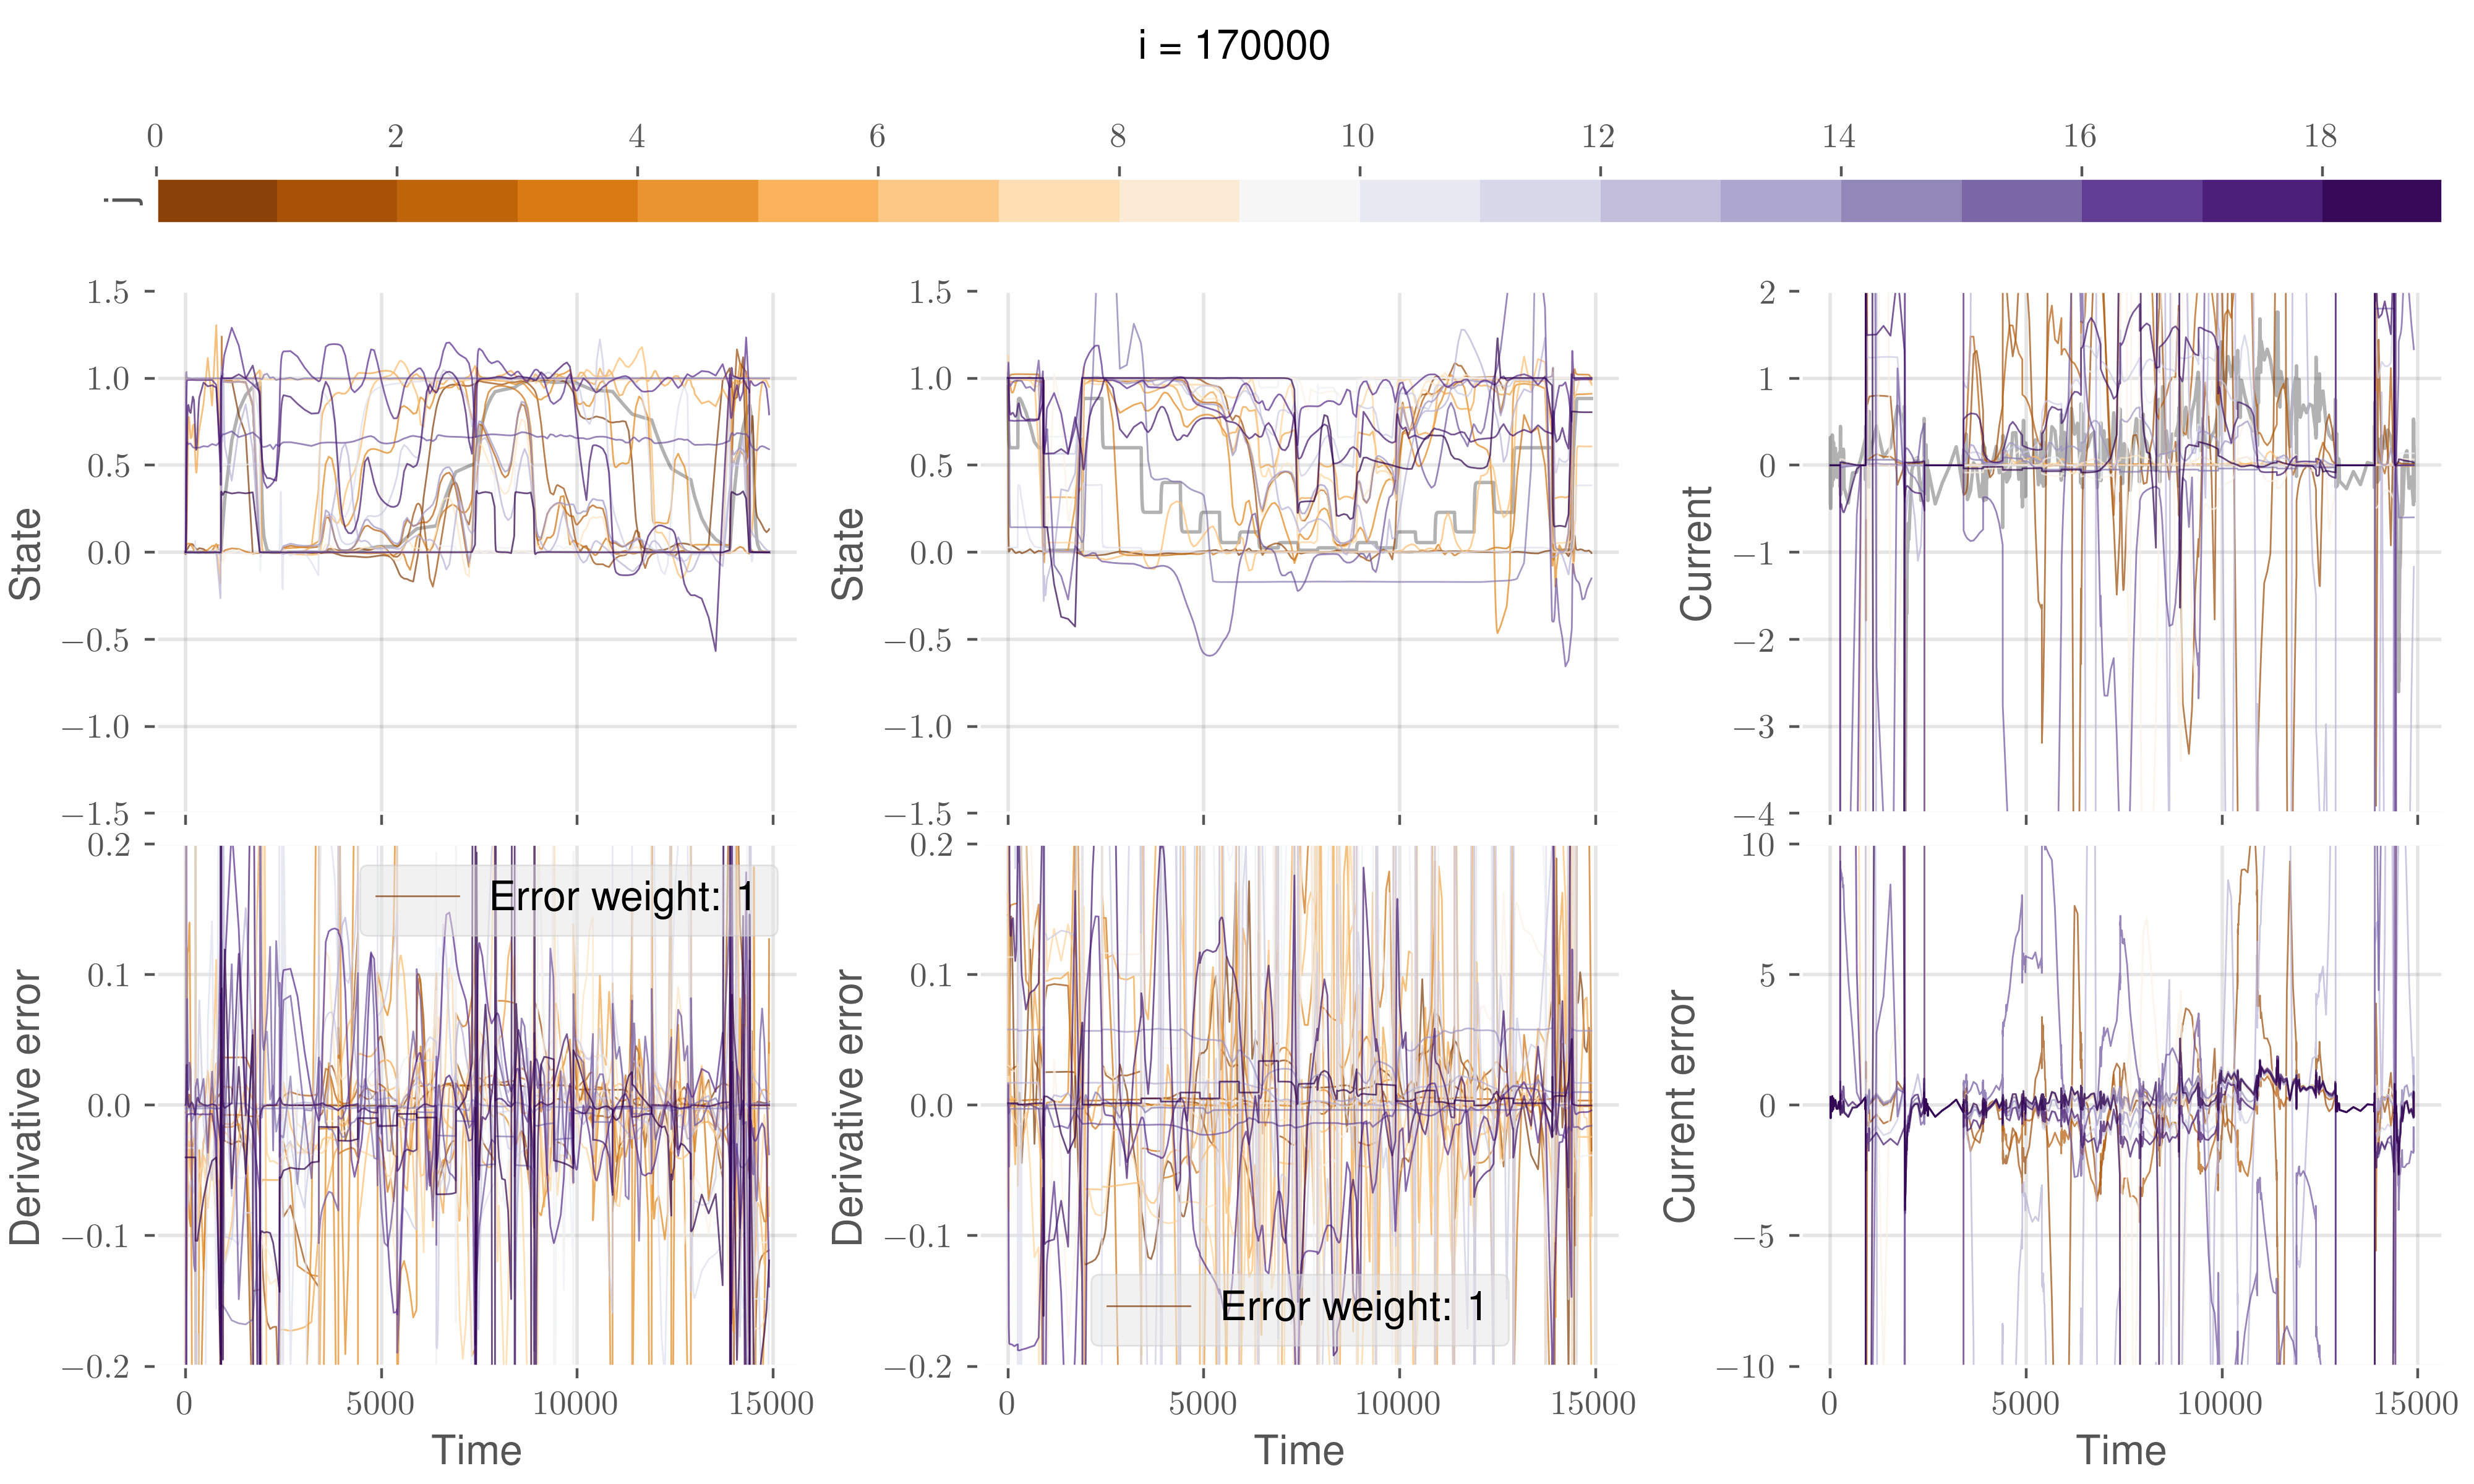 i = 170000
0 2 4 6 8 10 12 14 16 18
j
1.5 1.5 2
1.0 1.0 1
0.5 0.5 0
0.0 0.0 −1
−0.5 −0.5 −2
−1.0 −1.0 −3
−1.5 −1.5 −4
State State Current
0.2 0.2 10
Error weight: 1
0.1 0.1 5
0.0 0.0 0
−0.1 −0.1 −5
Error weight: 1
−0.2 −0.2 −10
Derivative error Derivative error Current error
0 5000 10000 15000 0 5000 10000 15000 0 5000 10000 15000
Time Time Time